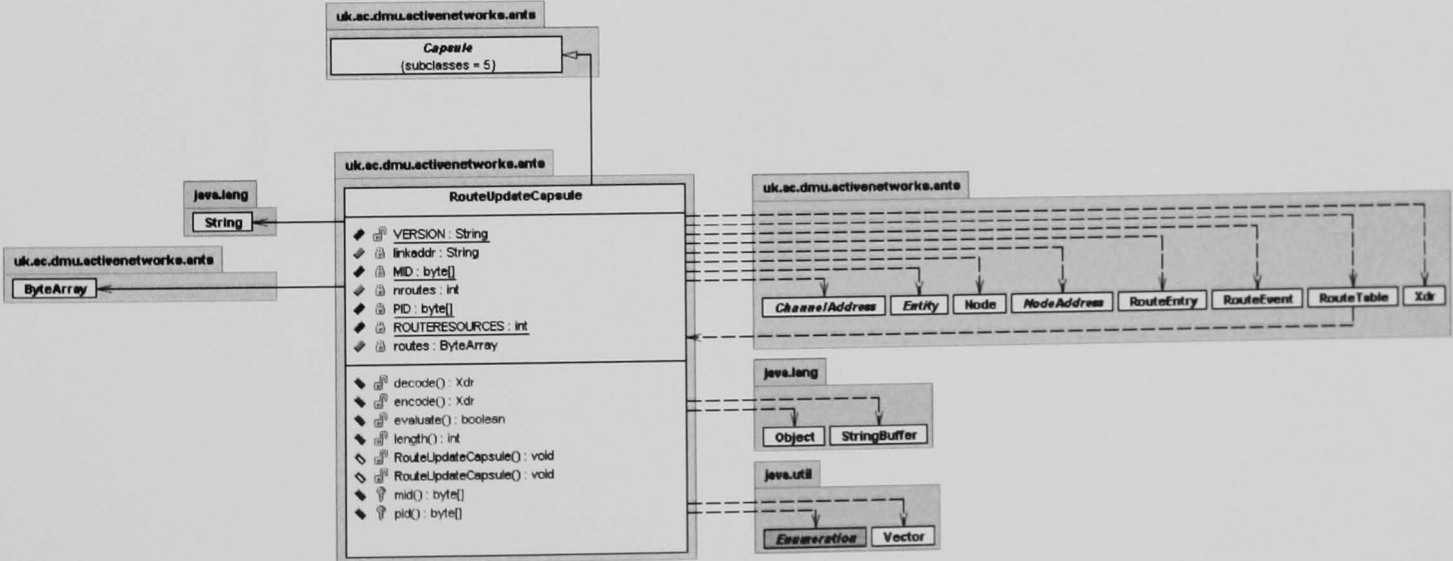 uk.ac.dmu.activenetworks.ants
Capsule
{subclasses = 5}
uk.ac.dmu.activenetworks.ants
RouteUpdateCapsule
VERSION : String
linkaddr : String
MID : byte[]
nroutes : int
PID : byte[]
ROUTERESOURCES : int
routes : ByteArray
decode() : Xdr
encode() : Xdr
evaluate() : boolean
length() : int
RouteUpdateCapsule() : void
RouteUpdateCapsule() : void
mid() : byte[]
pid() : byte[]
java.lang
String
uk.ac.dmu.activenetworks.ants
ByteArray
uk.ac.dmu.activenetworks.ants
ChannelAddress Entity Node NodeAddress RouteEntry RouteEvent RouteTable Xdr
java.lang
Object StringBuffer
java.util
Enumeration Vector